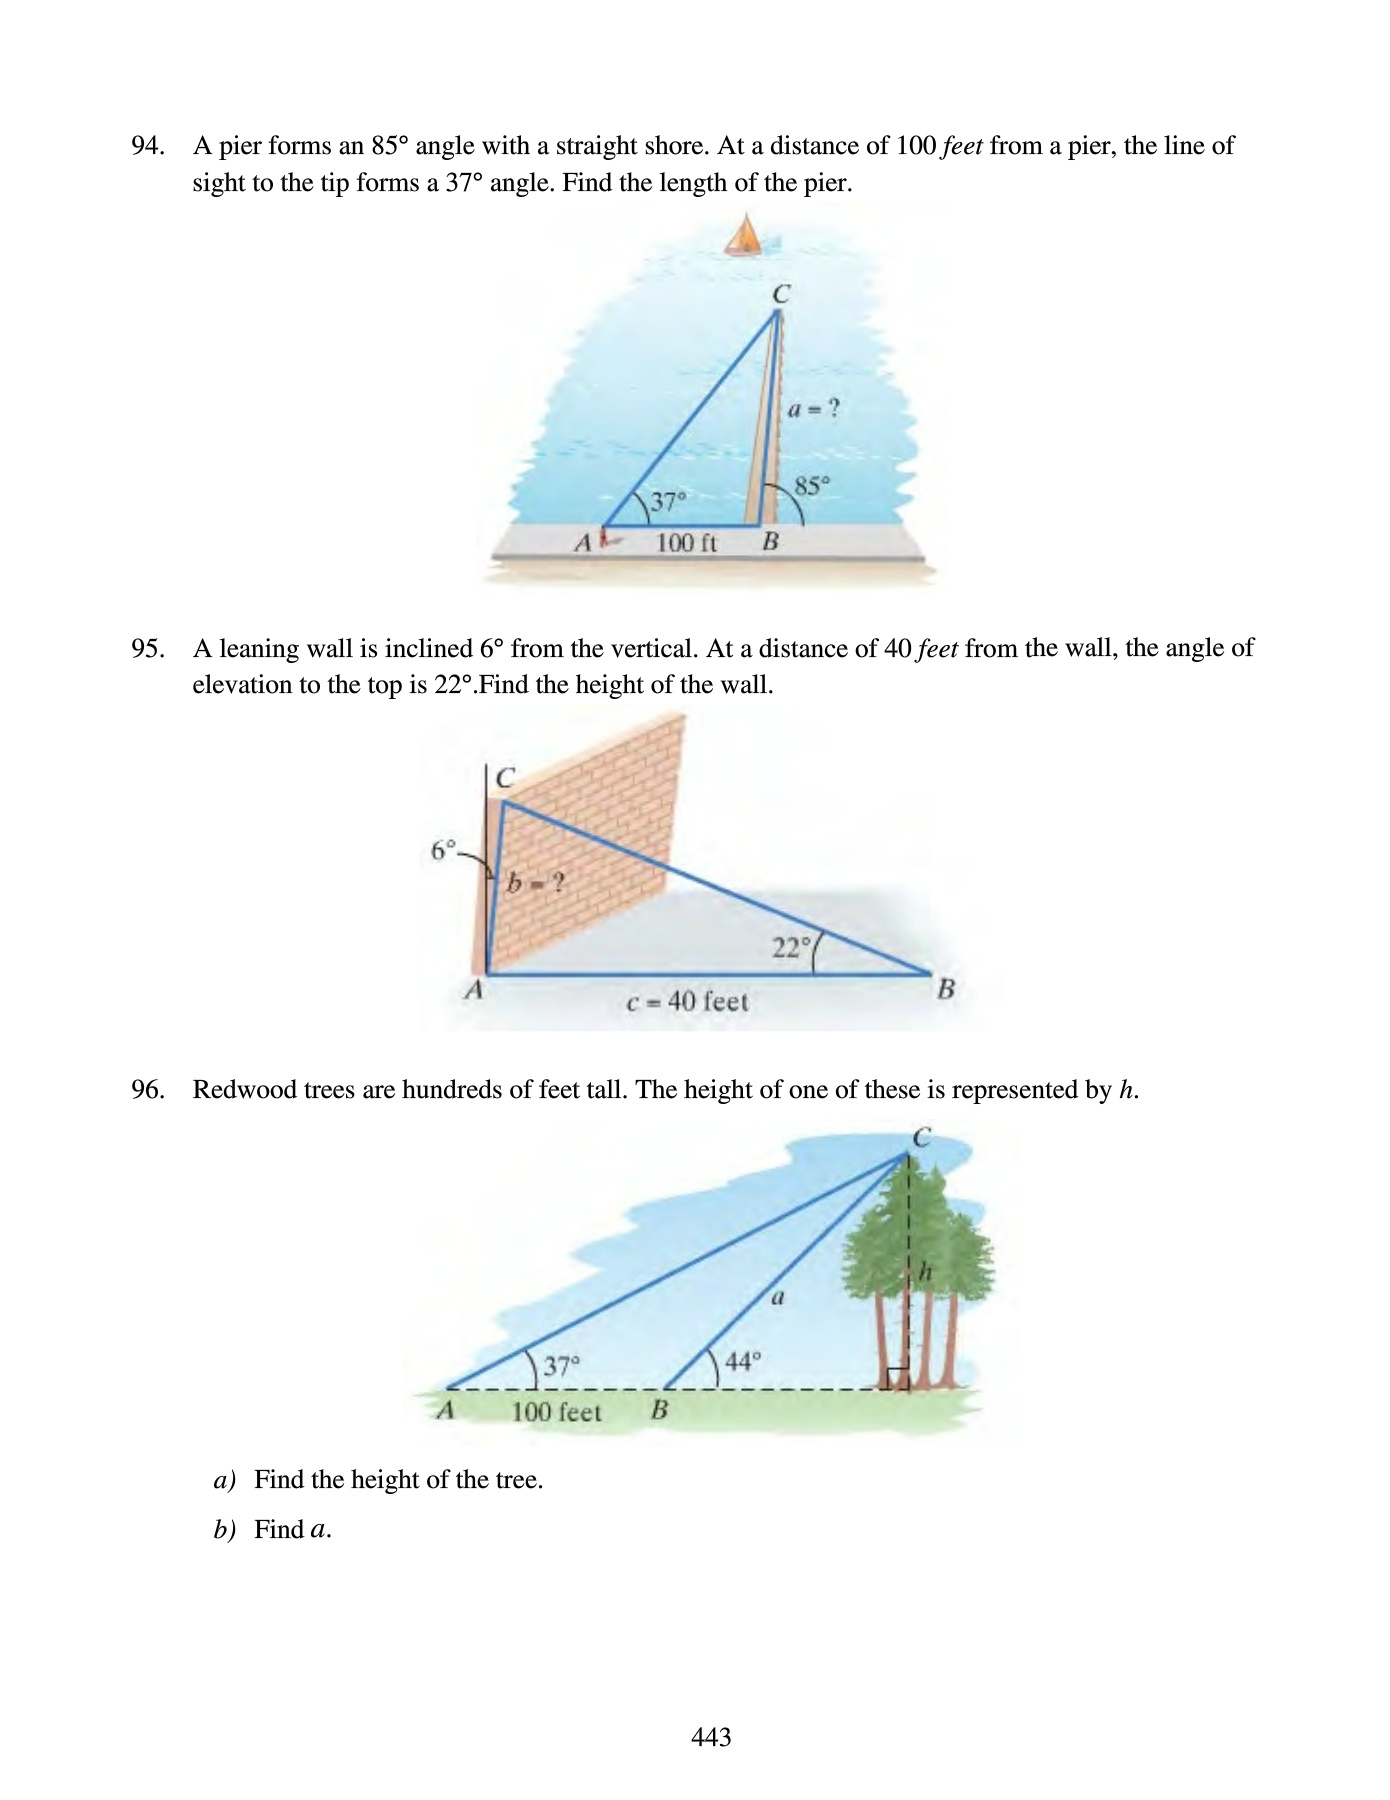 94. A pier forms an 85° angle with a straight shore. At a distance of 100 feet from a pier, the line of
sight to the tip forms a 37° angle. Find the length of the pier.
C
a = ?
85°
37°
A 100 ft B
95. A leaning wall is inclined 6° from the vertical. At a distance of 40 feet from the wall, the angle of
elevation to the top is 22°.Find the height of the wall.
C
6°
b = ?
22°
A B
c = 40 feet
96. Redwood trees are hundreds of feet tall. The height of one of these is represented by h.
C
h
a
37° 44°
A 100 feet B
a) Find the height of the tree.
b) Find a.
443